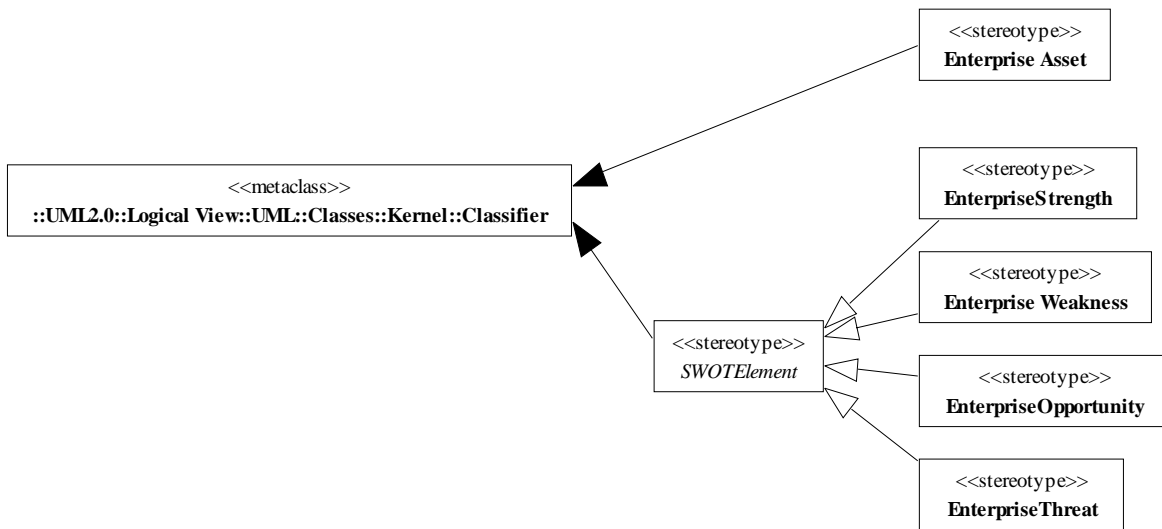 <<stereotype>>
Enterprise Asset
<<metaclass>>
::UML2.0::Logical View::UML::Classes::Kernel::Classifier
<<stereotype>>
EnterpriseStrength
<<stereotype>>
Enterprise Weakness
<<stereotype>>
SWOTElement
<<stereotype>>
EnterpriseOpportunity
<<stereotype>>
EnterpriseThreat